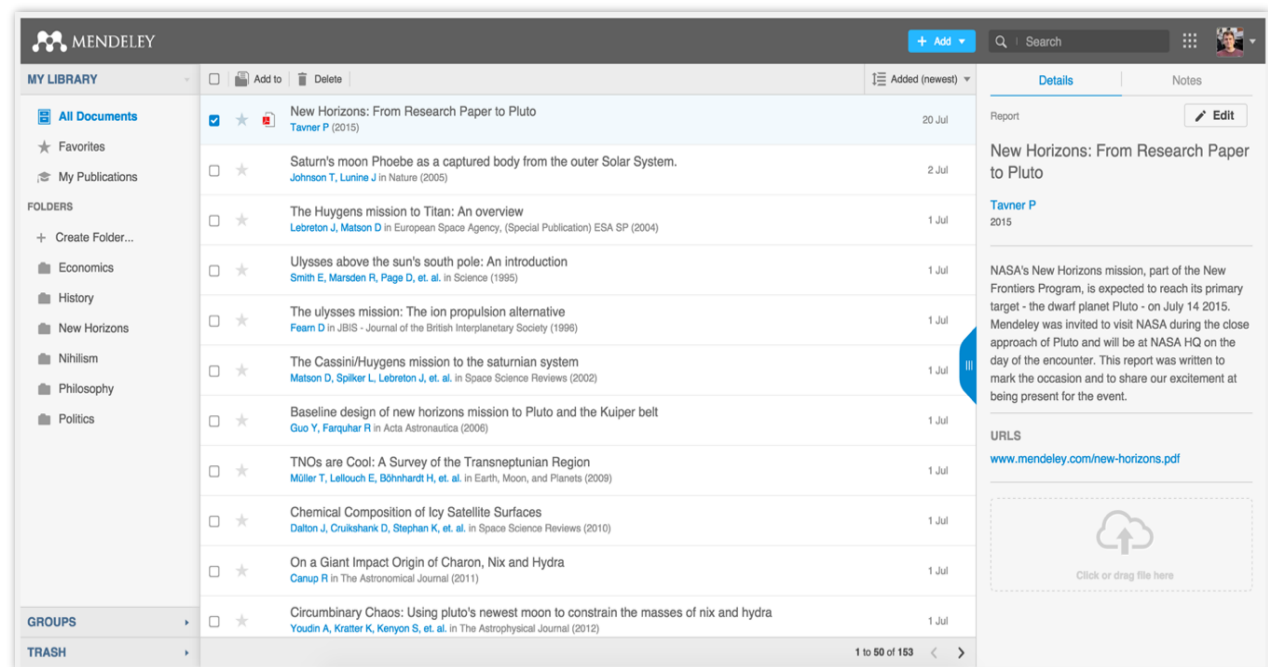 MENDELEY
+ Add
Search
MY LIBRARY
All Documents
Favorites
My Publications
FOLDERS
+ Create Folder...
Economics
History
New Horizons
Nihilism
Philosophy
Politics
GROUPS
TRASH
Add to
Delete
Added (newest)
New Horizons: From Research Paper to Pluto
Tavner P (2015)
20 Jul
Saturn's moon Phoebe as a captured body from the outer Solar System.
Johnson T, Lunine J in Nature (2005)
2 Jul
The Huygens mission to Titan: An overview
Lebreton J, Matson D in European Space Agency, (Special Publication) ESA SP (2004)
1 Jul
Ulysses above the sun's south pole: An introduction
Smith E, Marsden R, Page D, et. al. in Science (1995)
1 Jul
The ulysses mission: The ion propulsion alternative
Fearn D in JBIS - Journal of the British Interplanetary Society (1996)
1 Jul
The Cassini/Huygens mission to the saturnian system
Matson D, Spilker L, Lebreton J, et. al. in Space Science Reviews (2002)
1 Jul
Baseline design of new horizons mission to Pluto and the Kuiper belt
Guo Y, Farquhar R in Acta Astronautica (2006)
1 Jul
TNOs are Cool: A Survey of the Transneptunian Region
Müller T, Lellouch E, Böhnhardt H, et. al. in Earth, Moon, and Planets (2009)
1 Jul
Chemical Composition of Icy Satellite Surfaces
Dalton J, Cruikshank D, Stephan K, et. al. in Space Science Reviews (2010)
1 Jul
On a Giant Impact Origin of Charon, Nix and Hydra
Canup R in The Astronomical Journal (2011)
1 Jul
Circumbinary Chaos: Using pluto's newest moon to constrain the masses of nix and hydra
Youdin A, Kratter K, Kenyon S, et. al. in The Astrophysical Journal (2012)
1 Jul
1 to 50 of 153
Details
Notes
Report
Edit
New Horizons: From Research Paper
to Pluto
Tavner P
2015
NASA's New Horizons mission, part of the New
Frontiers Program, is expected to reach its primary
target - the dwarf planet Pluto - on July 14 2015.
Mendeley was invited to visit NASA during the close
approach of Pluto and will be at NASA HQ on the
day of the encounter. This report was written to
mark the occasion and to share our excitement at
being present for the event.
URLS
www.mendeley.com/new-horizons.pdf
Click or drag file here